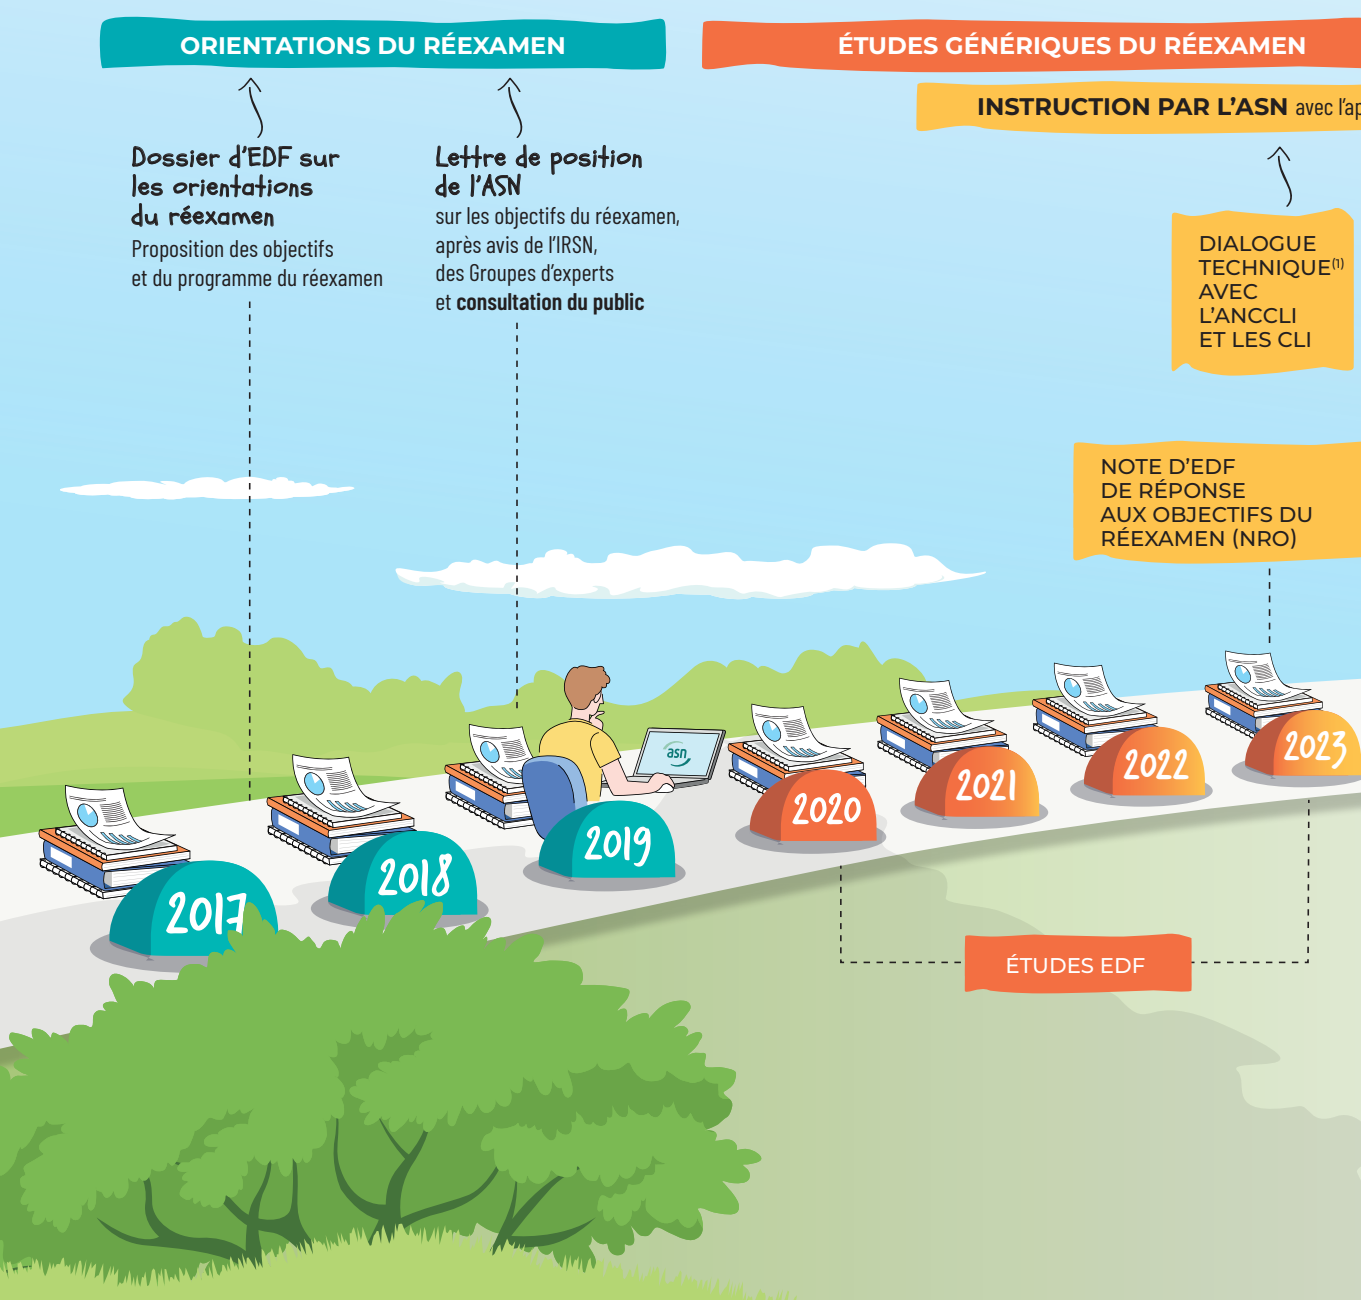 ORIENTATIONS DU RÉEXAMEN
ÉTUDES GÉNÉRIQUES DU RÉEXAMEN
INSTRUCTION PAR L'ASN avec l'ap
Dossier d'EDF sur
les orientations
du réexamen
Proposition des objectifs
et du programme du réexamen
Lettre de position
de l'ASN
sur les objectifs du réexamen,
après avis de l'IRSN,
des Groupes d'experts
et consultation du public
DIALOGUE
TECHNIQUE(1)
AVEC
L'ANCCLI
ET LES CLI
NOTE D'EDF
DE RÉPONSE
AUX OBJECTIFS DU
RÉEXAMEN (NRO)
asn
2017
2018
2019
2020
2021
2022
2023
ÉTUDES EDF